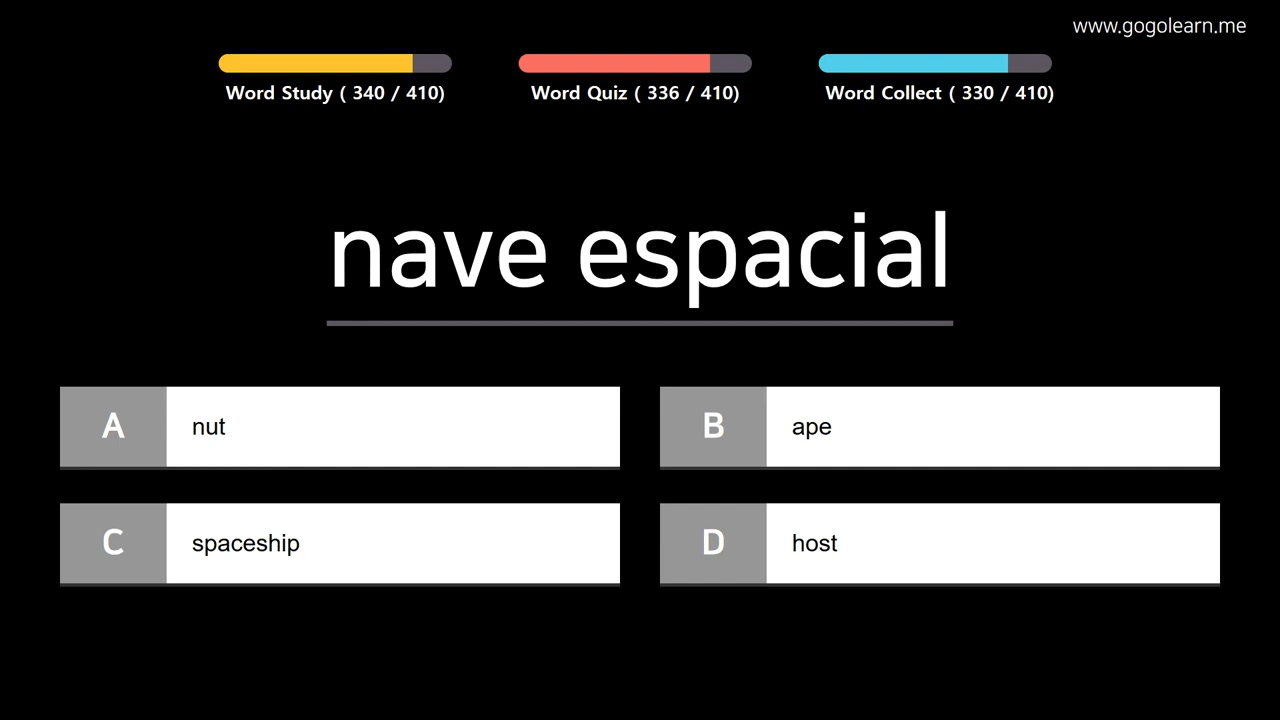 www.gogolearn.me
Word Study ( 340 / 410)
Word Quiz ( 336 / 410)
Word Collect ( 330 / 410)
nave espacial
A nut
B ape
C spaceship
D host